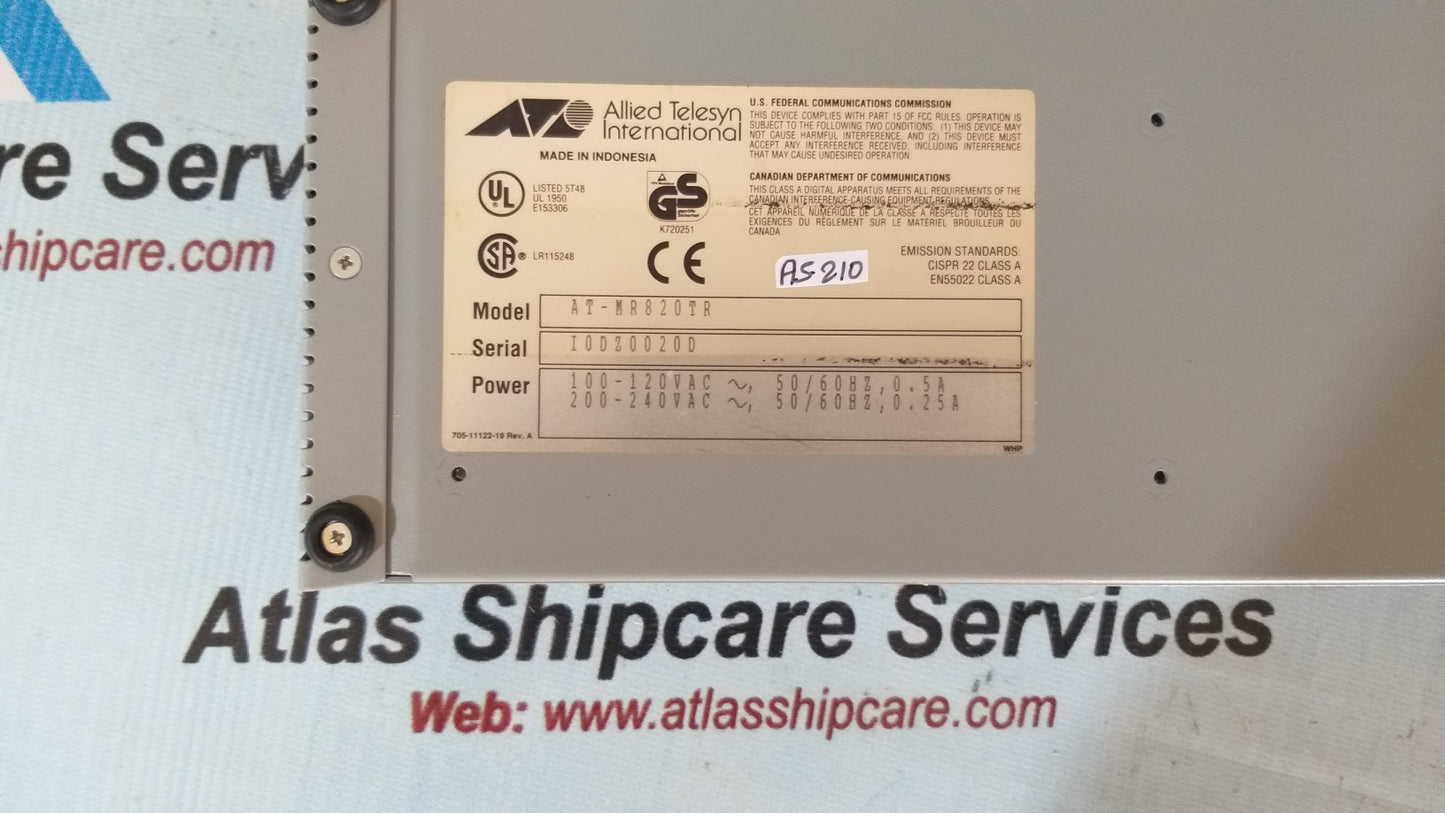 Allied Telesyn
International
MADE IN INDONESIA
U.S. FEDERAL COMMUNICATIONS COMMISSION
THIS DEVICE COMPLIES WITH PART 15 OF FCC RULES. OPERATION IS
SUBJECT TO THE FOLLOWING TWO CONDITIONS: (1) THIS DEVICE MAY
NOT CAUSE HARMFUL INTERFERENCE, AND (2) THIS DEVICE MUST
ACCEPT ANY INTERFERENCE RECEIVED, INCLUDING INTERFERENCE
THAT MAY CAUSE UNDESIRED OPERATION.
CANADIAN DEPARTMENT OF COMMUNICATIONS
THIS CLASS A DIGITAL APPARATUS MEETS ALL REQUIREMENTS OF THE
CANADIAN INTERFERENCE-CAUSING EQUIPMENT REGULATIONS.
CET APPAREIL NUMERIQUE DE LA CLASSE A RESPECTE TOUTES LES
EXIGENCES DU REGLEMENT SUR LE MATERIEL BROUILLEUR DU
CANADA.
UL
LISTED 5T48
UL 1950
E153306
GS
geprüfte
Sicherheit
K720251
SA
LR115248
CE
AS210
EMISSION STANDARDS:
CISPR 22 CLASS A
EN55022 CLASS A
Model AT-MR820TR
Serial I0DZ0020D
Power 100-120VAC ~, 50/60HZ,0.5A
200-240VAC ~, 50/60HZ,0.25A
705-11122-19 Rev. A
WHP
re Serv
care Services
hipcare.com
Atlas Shipcare Services
Web: www.atlasshipcare.com